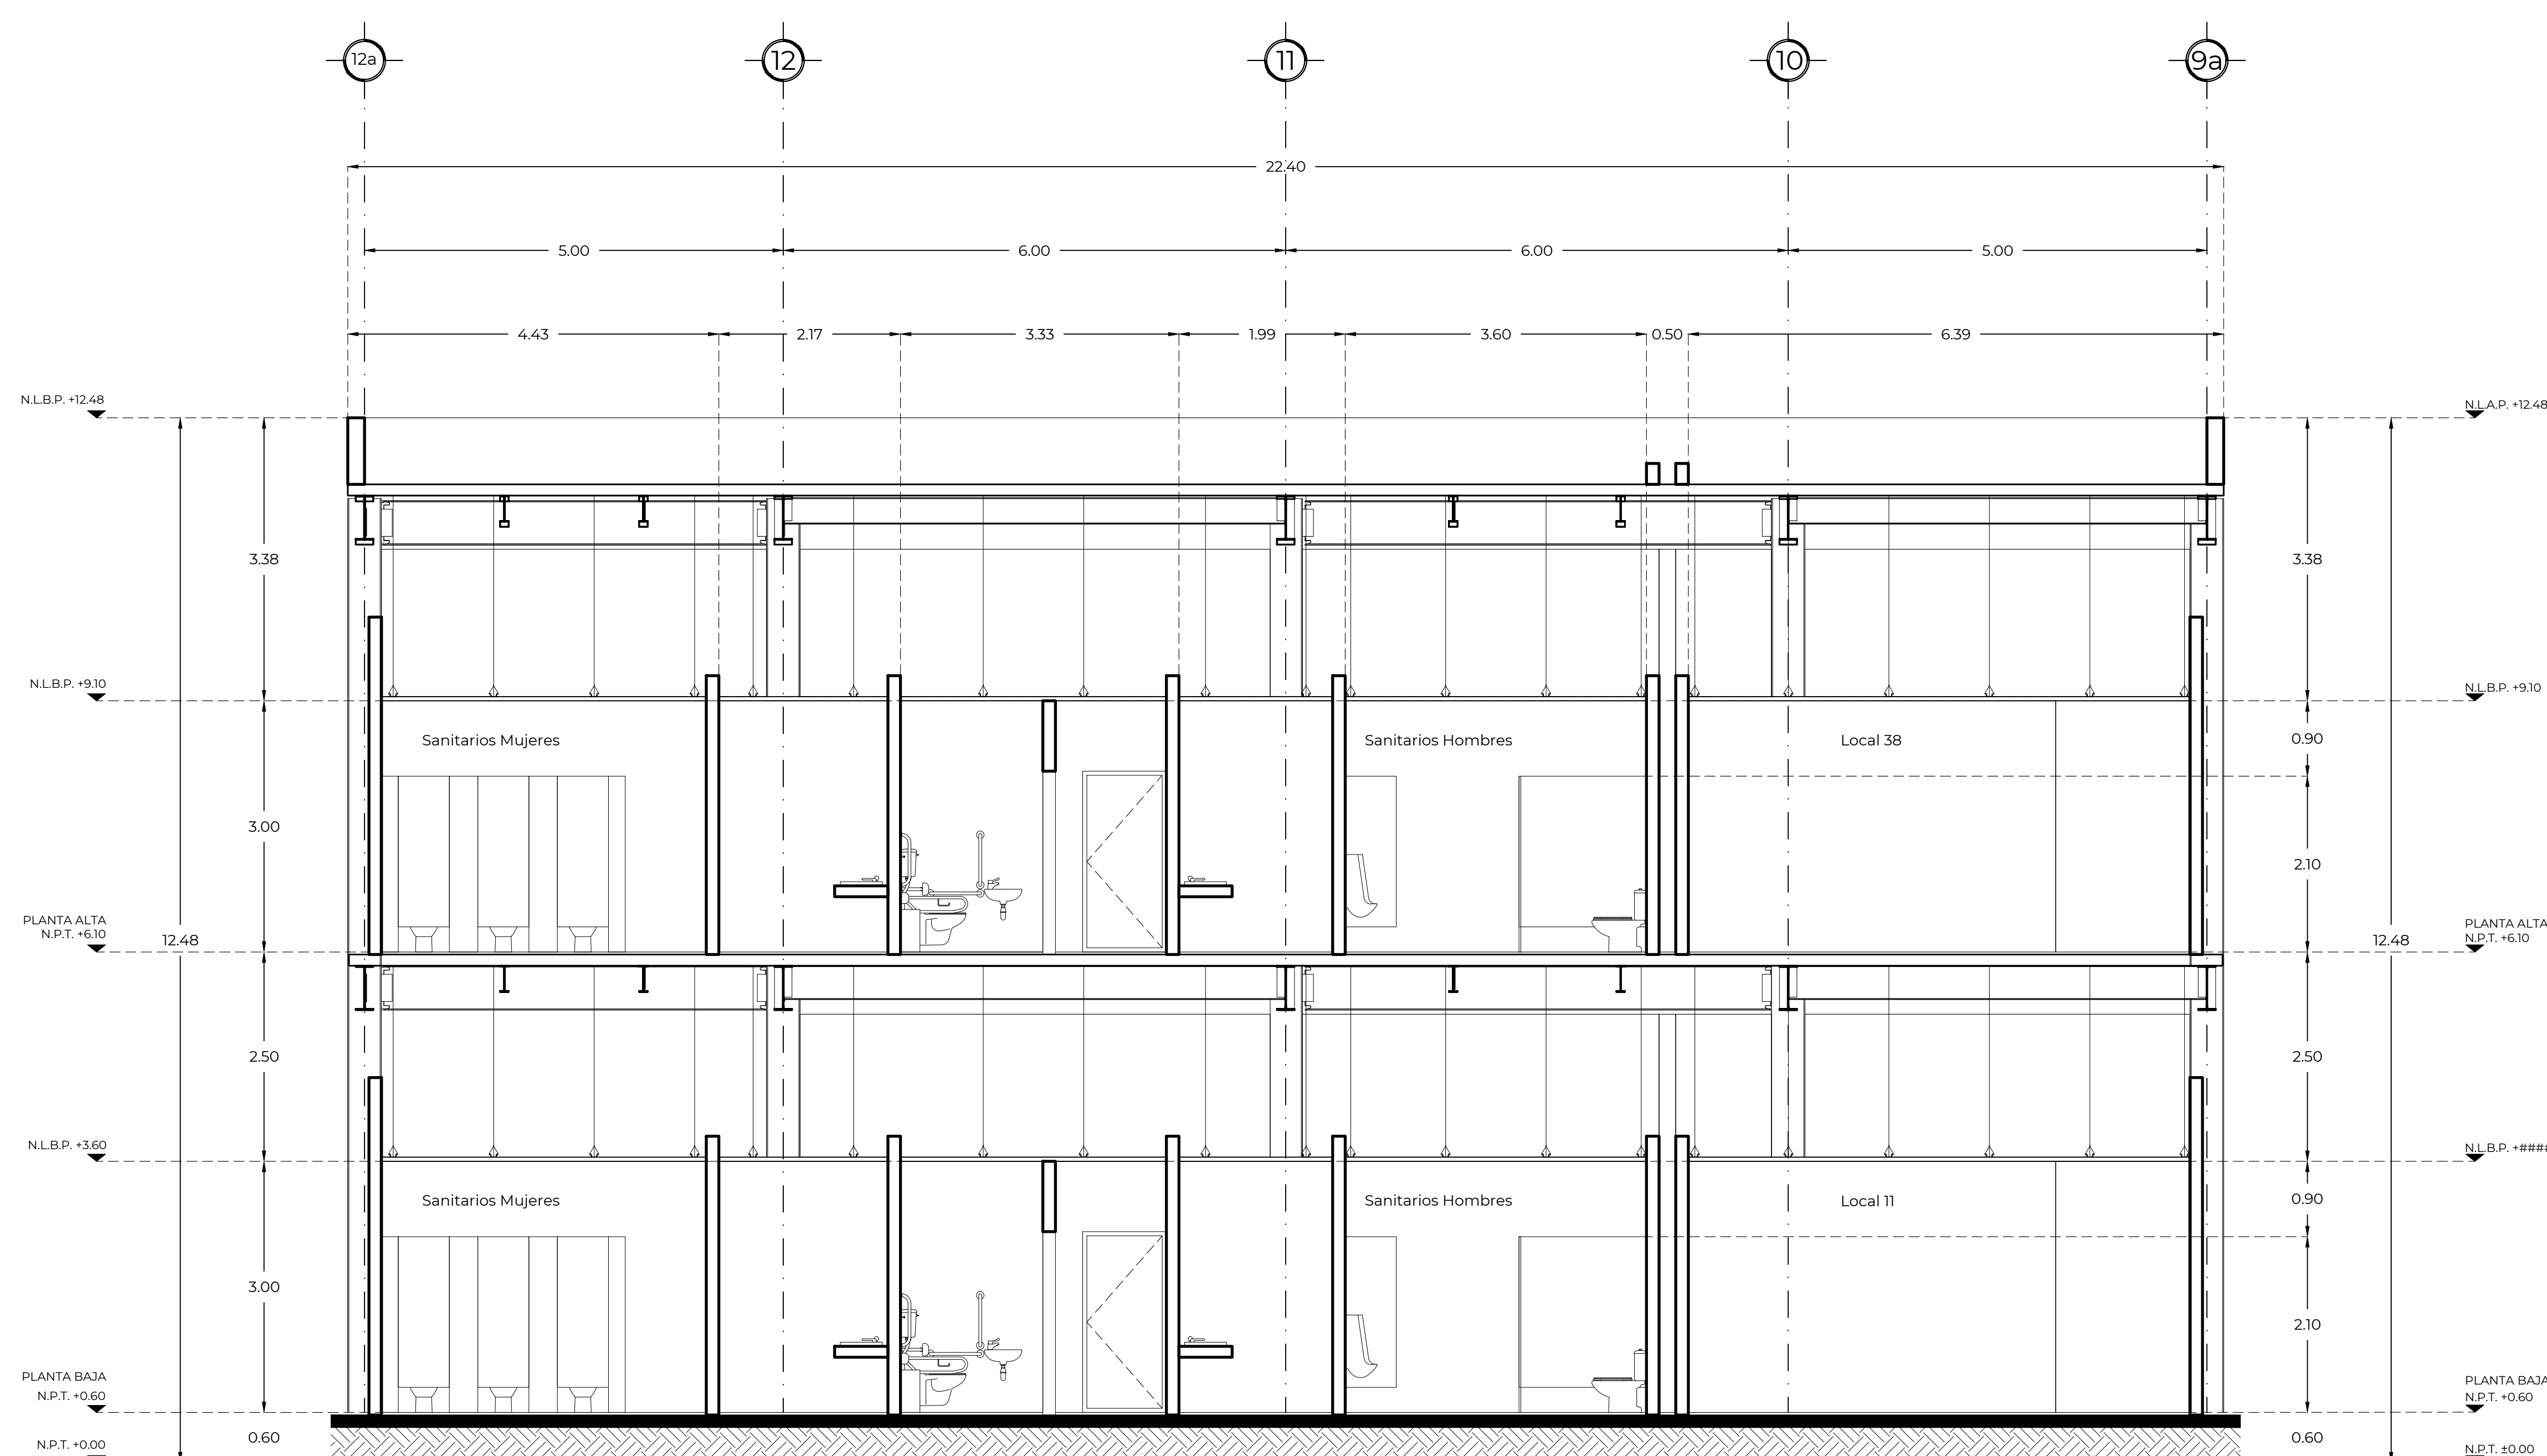 12a 12 11 10 9a
22.40
5.00 6.00 6.00 5.00
4.43 2.17 3.33 1.99 3.60 0.50 6.39
N.L.B.P. +12.48
N.L.A.P. +12.48
3.38
3.38
N.L.B.P. +9.10
N.L.B.P. +9.10
Sanitarios Mujeres
Sanitarios Hombres
Local 38
0.90
3.00
2.10
PLANTA ALTA
N.P.T. +6.10
12.48
12.48
PLANTA ALTA
N.P.T. +6.10
2.50
2.50
N.L.B.P. +3.60
N.L.B.P. +####
Sanitarios Mujeres
Sanitarios Hombres
Local 11
0.90
3.00
2.10
PLANTA BAJA
N.P.T. +0.60
PLANTA BAJA
N.P.T. +0.60
0.60
0.60
N.P.T. +0.00
N.P.T. ±0.00